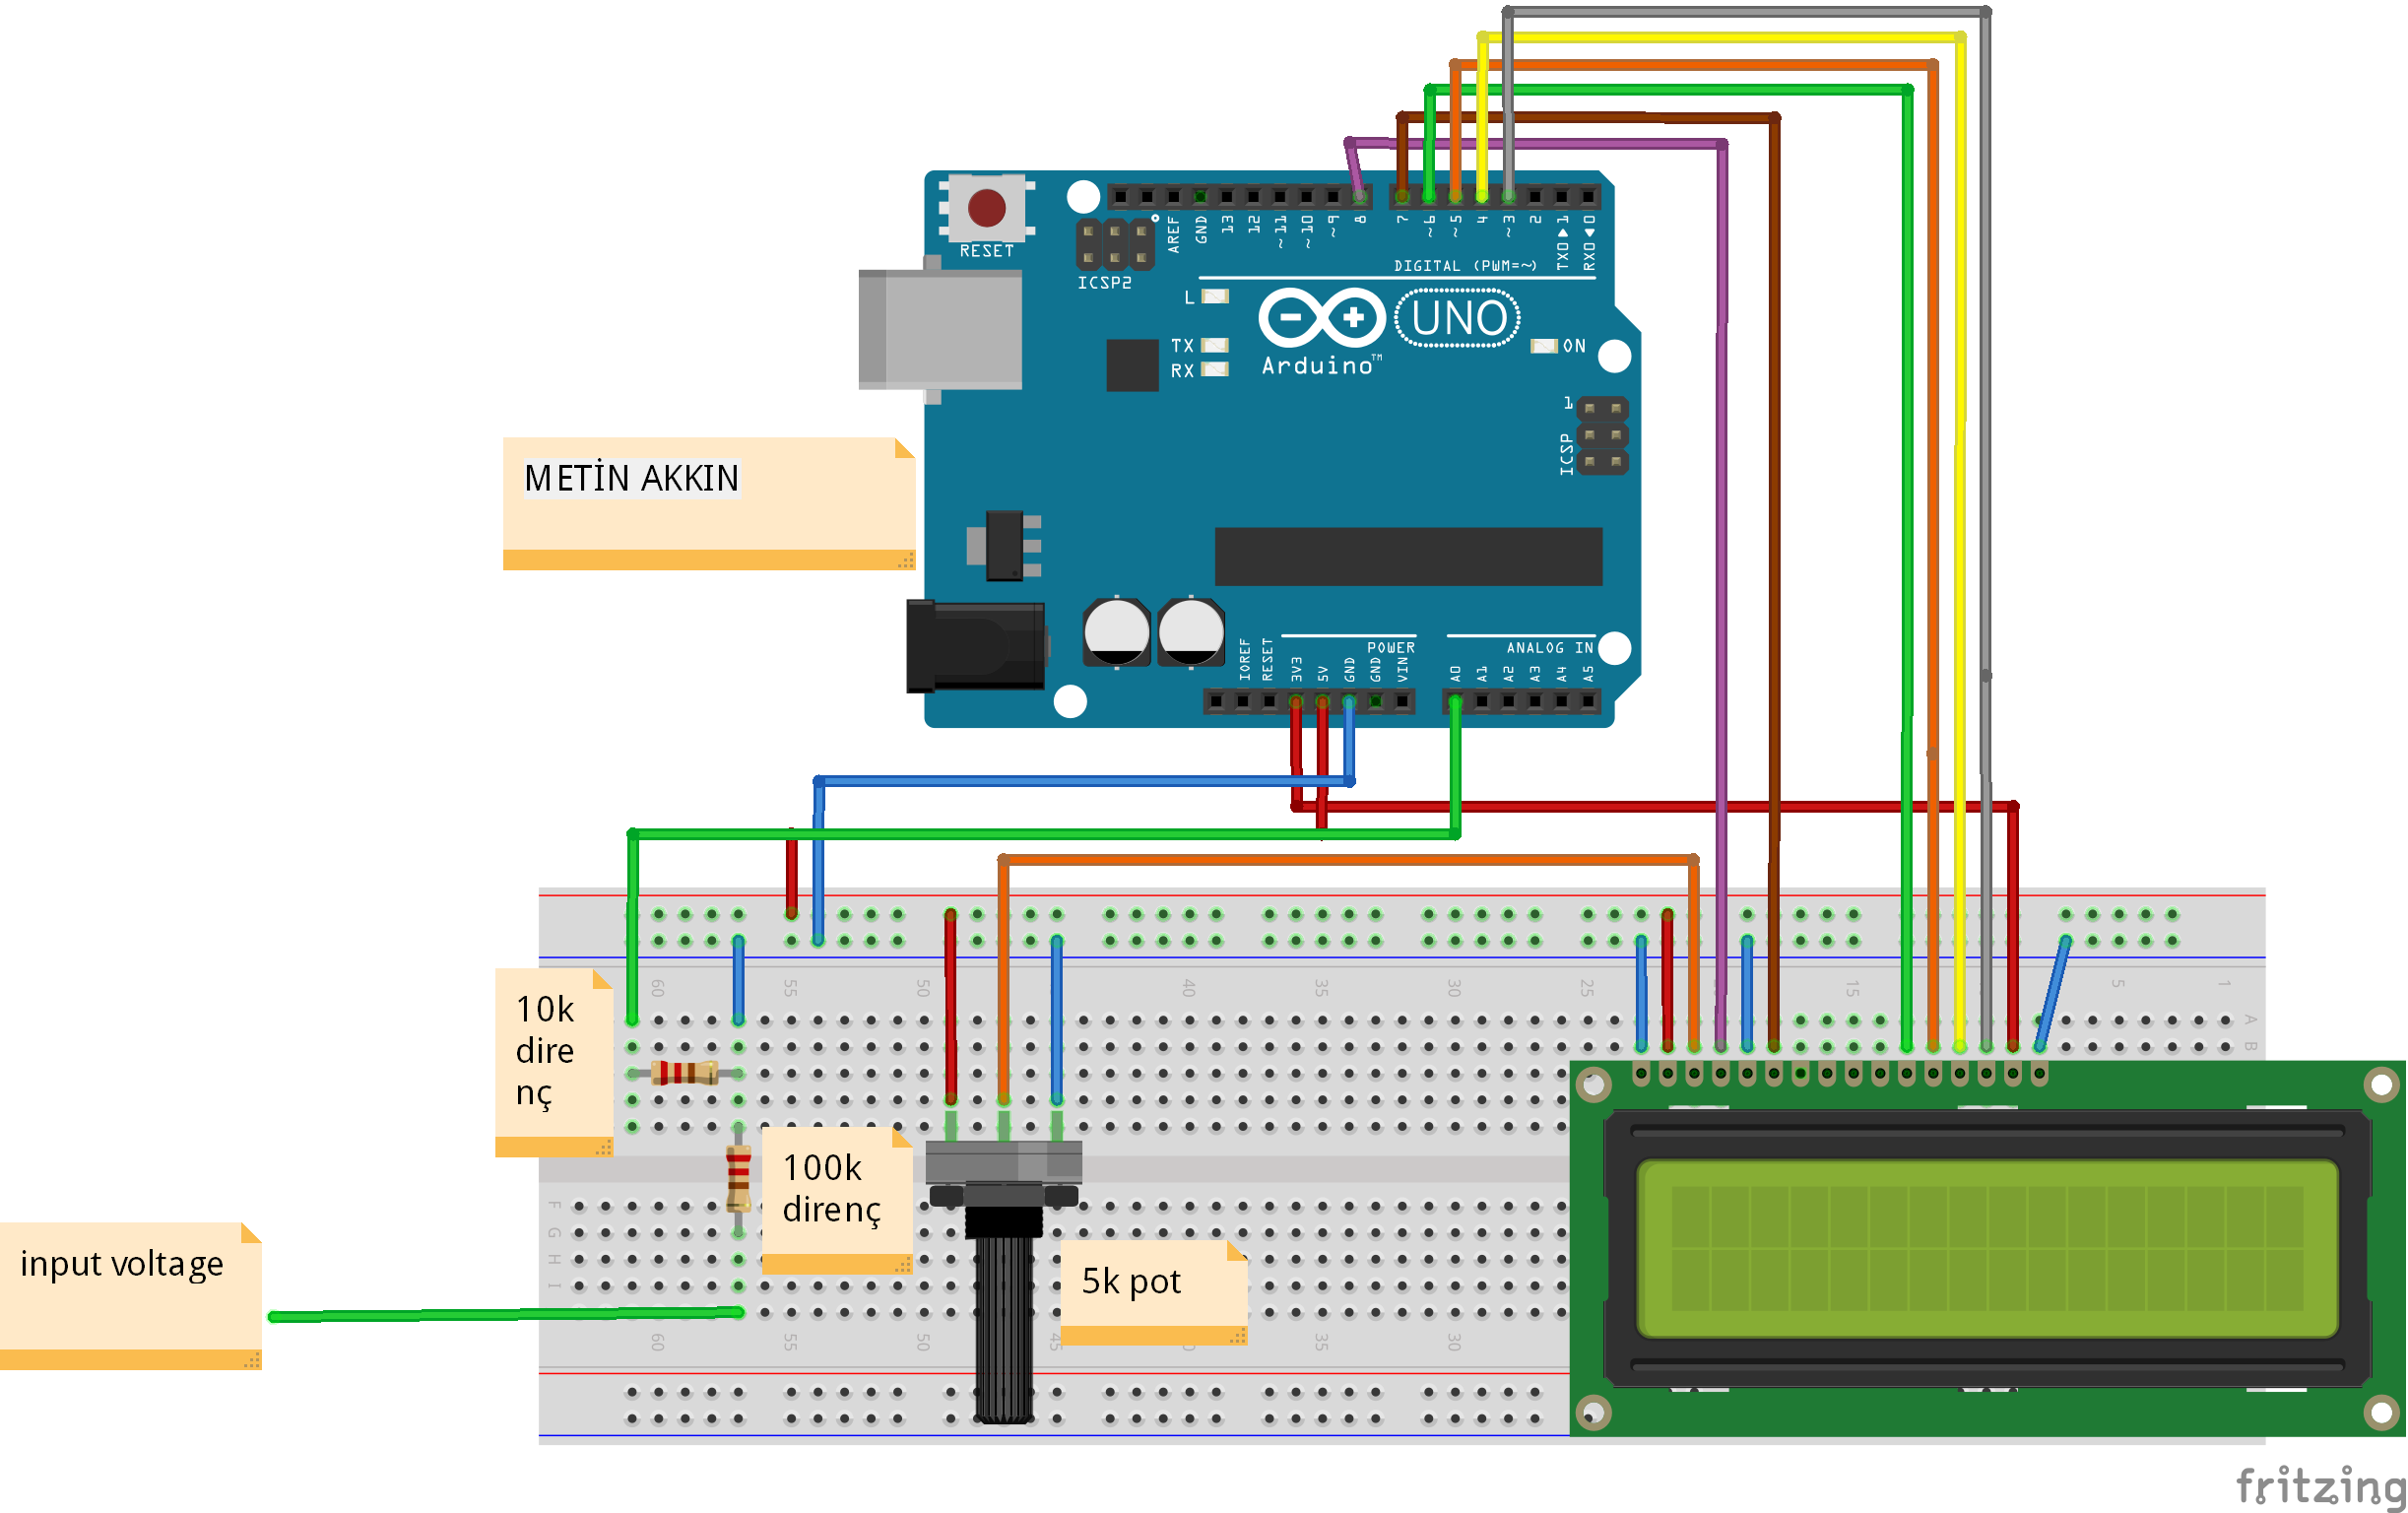 RESET
ICSP2
AREF
GND
13
12
~11
~10
~9
8
7
~6
~5
4
~3
2
TX0▶1
RX0◀0
DIGITAL (PWM=~)
L
TX
RX
Arduino™
UNO
ON
1
ICSP
METİN AKKIN
IOREF
RESET
3V3
5V
GND
GND
VIN
POWER
A0
A1
A2
A3
A4
A5
ANALOG IN
60
55
50
40
35
30
25
15
5
1
A
B
10k
dire
nç
100k
direnç
F
G
H
I
input voltage
5k pot
60
55
50
45
35
30
fritzing